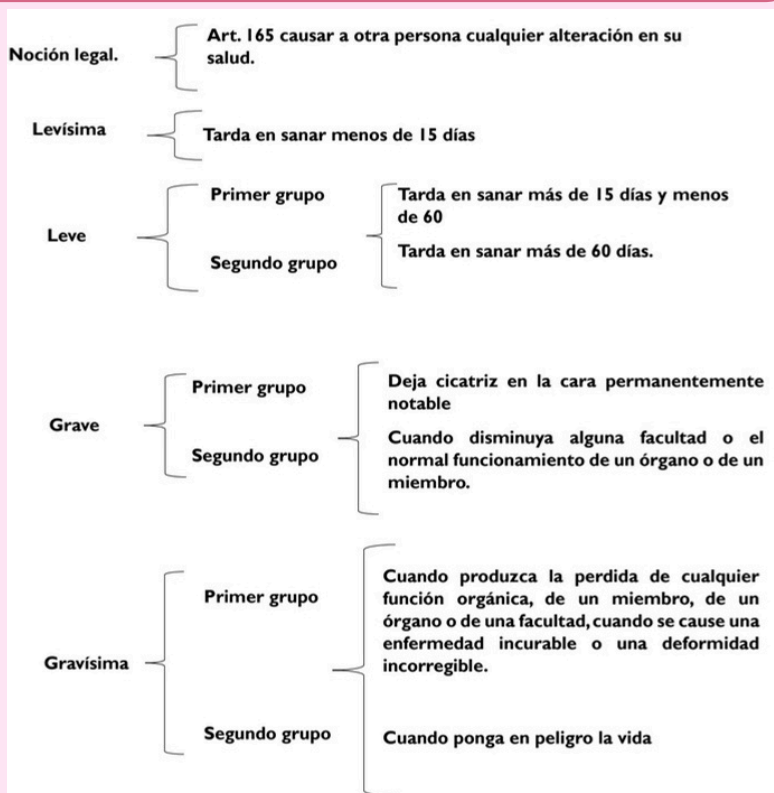 Noción legal.
Art. 165 causar a otra persona cualquier alteración en su
salud.
Levísima
Tarda en sanar menos de 15 días
Leve
Primer grupo
Tarda en sanar más de 15 días y menos
de 60
Segundo grupo
Tarda en sanar más de 60 días.
Grave
Primer grupo
Deja cicatriz en la cara permanentemente
notable
Segundo grupo
Cuando disminuya alguna facultad o el
normal funcionamiento de un órgano o de un
miembro.
Gravísima
Primer grupo
Cuando produzca la perdida de cualquier
función orgánica, de un miembro, de un
órgano o de una facultad, cuando se cause una
enfermedad incurable o una deformidad
incorregible.
Segundo grupo
Cuando ponga en peligro la vida